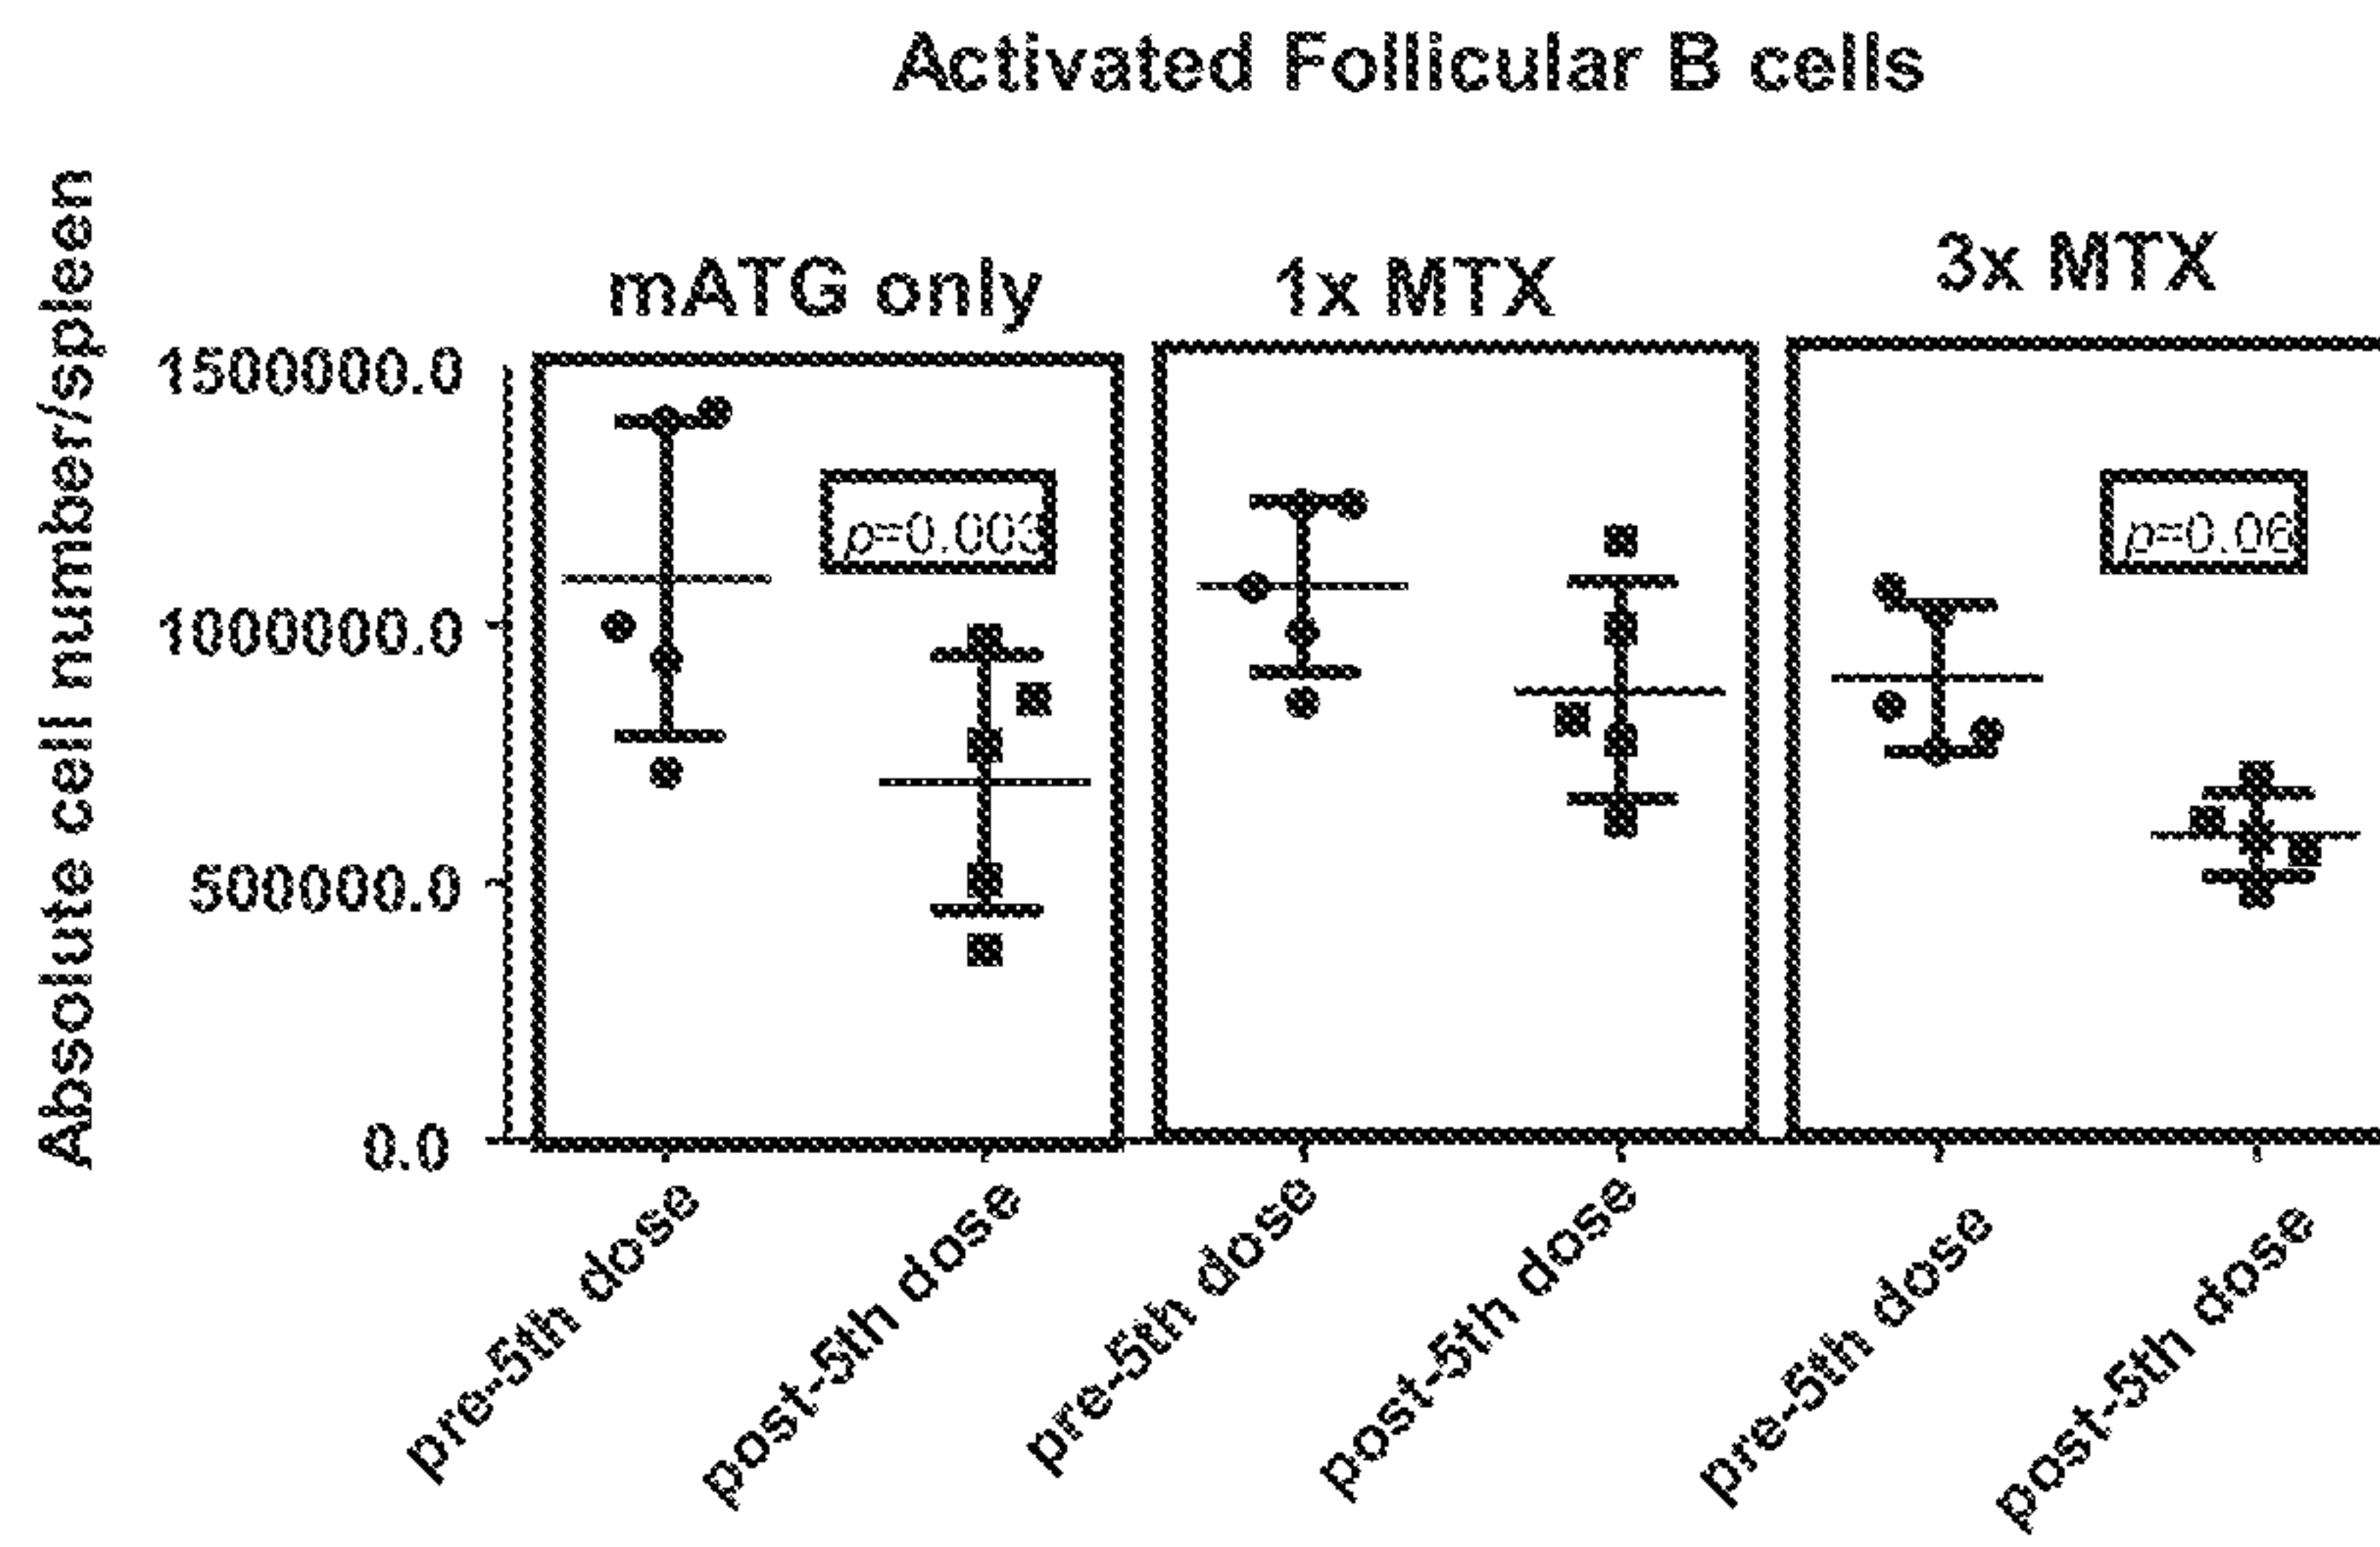 Activated Follicular B cells
Absolute cell number/spleen
mATG only
1x MTX
3x MTX
1500000.0
1000000.0
500000.0
0.0
p=0.003
p=0.06
pre-5th dose
post-5th dose
pre-5th dose
post-5th dose
pre-5th dose
post-5th dose